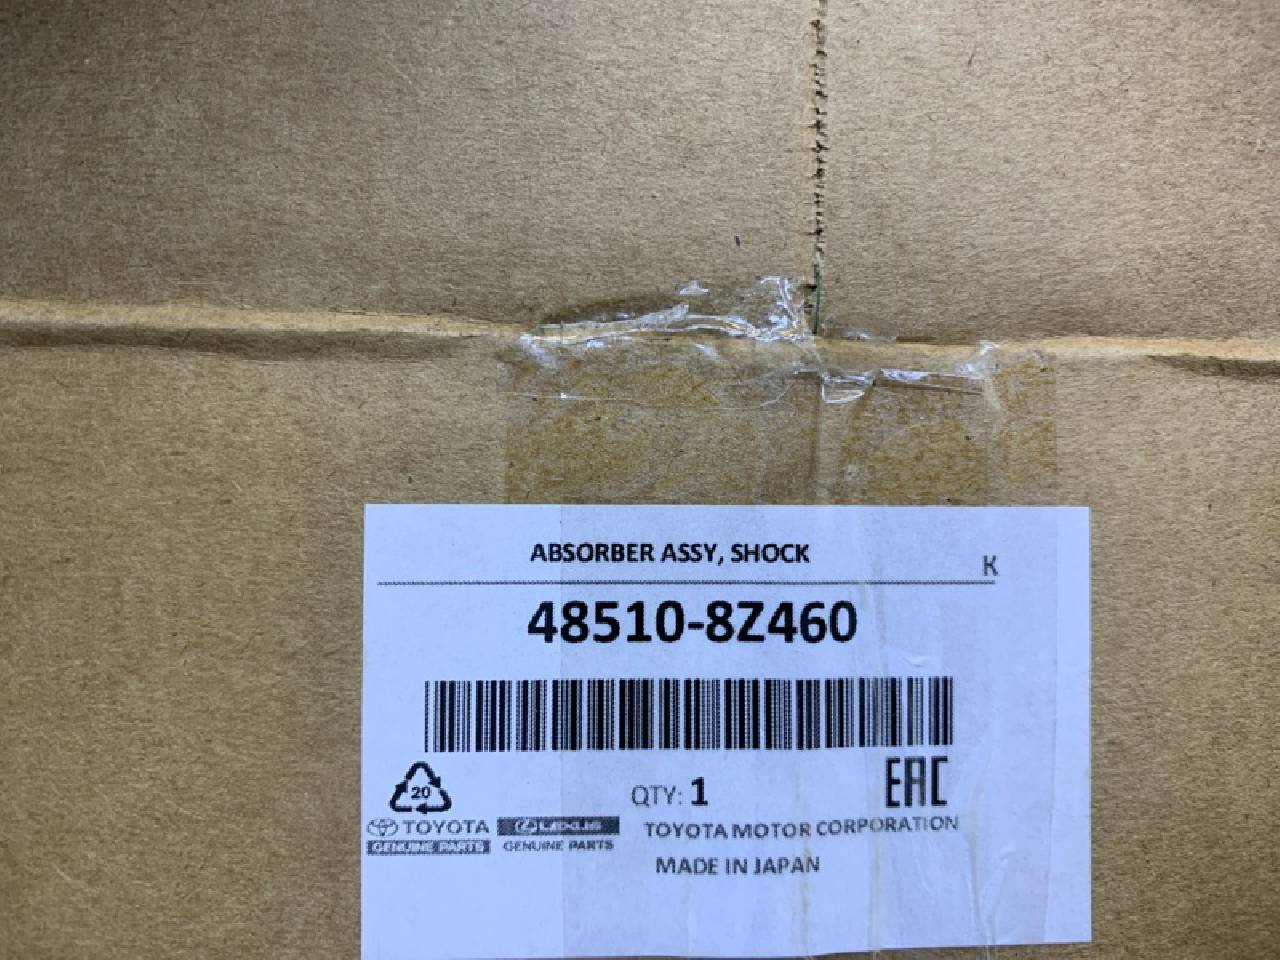 ABSORBER ASSY, SHOCK
K
48510-8Z460
20
QTY: 1
EAC
TOYOTA
LEXUS
TOYOTA MOTOR CORPORATION
GENUINE PARTS
GENUINE PARTS
MADE IN JAPAN